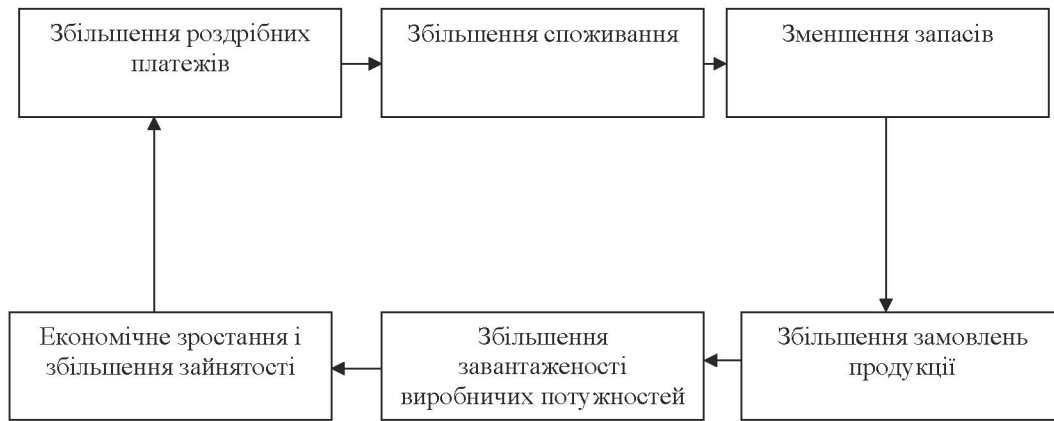 Збільшення роздрібних
платежів
Збільшення споживання
Зменшення запасів
Економічне зростання і
збільшення зайнятості
Збільшення
завантаженості
виробничих потужностей
Збільшення замовлень
продукції